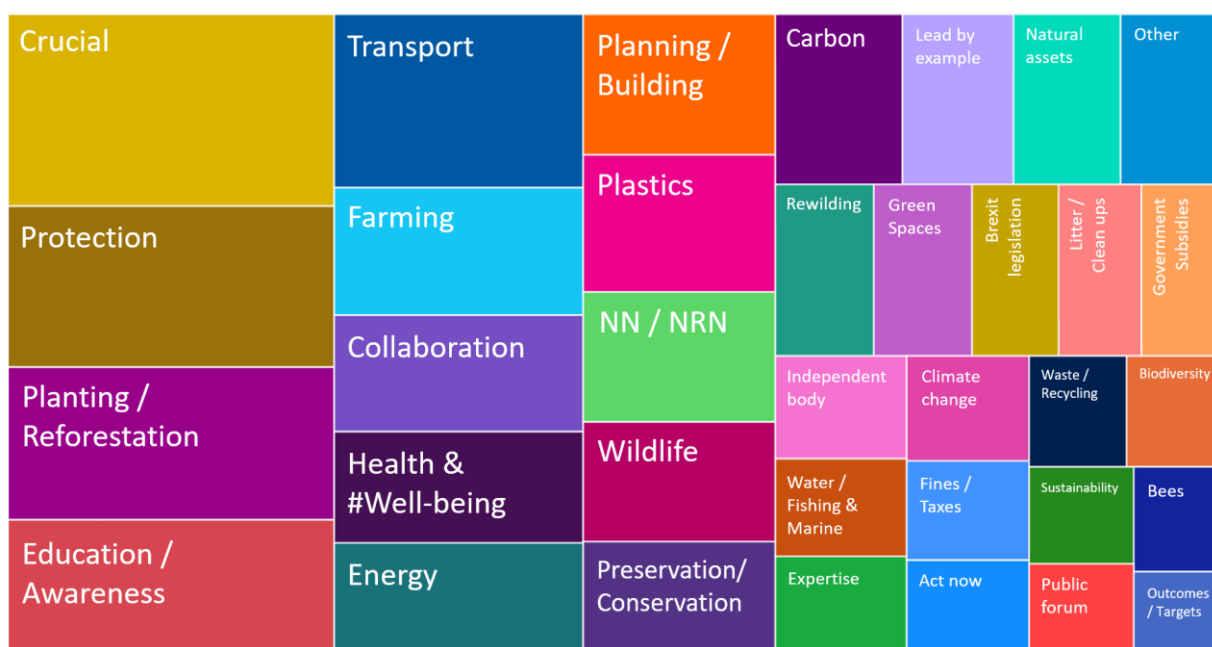 Crucial
Protection
Planting /
Reforestation
Education /
Awareness
Transport
Farming
Collaboration
Health &
#Well-being
Energy
Planning /
Building
Plastics
NN / NRN
Wildlife
Preservation/
Conservation
Carbon
Lead by
example
Natural
assets
Other
Rewilding
Green
Spaces
Brexit
legislation
Litter /
Clean ups
Government
Subsidies
Independent
body
Climate
change
Waste /
Recycling
Biodiversity
Water /
Fishing &
Marine
Fines /
Taxes
Sustainability
Bees
Expertise
Act now
Public
forum
Outcomes
/ Targets